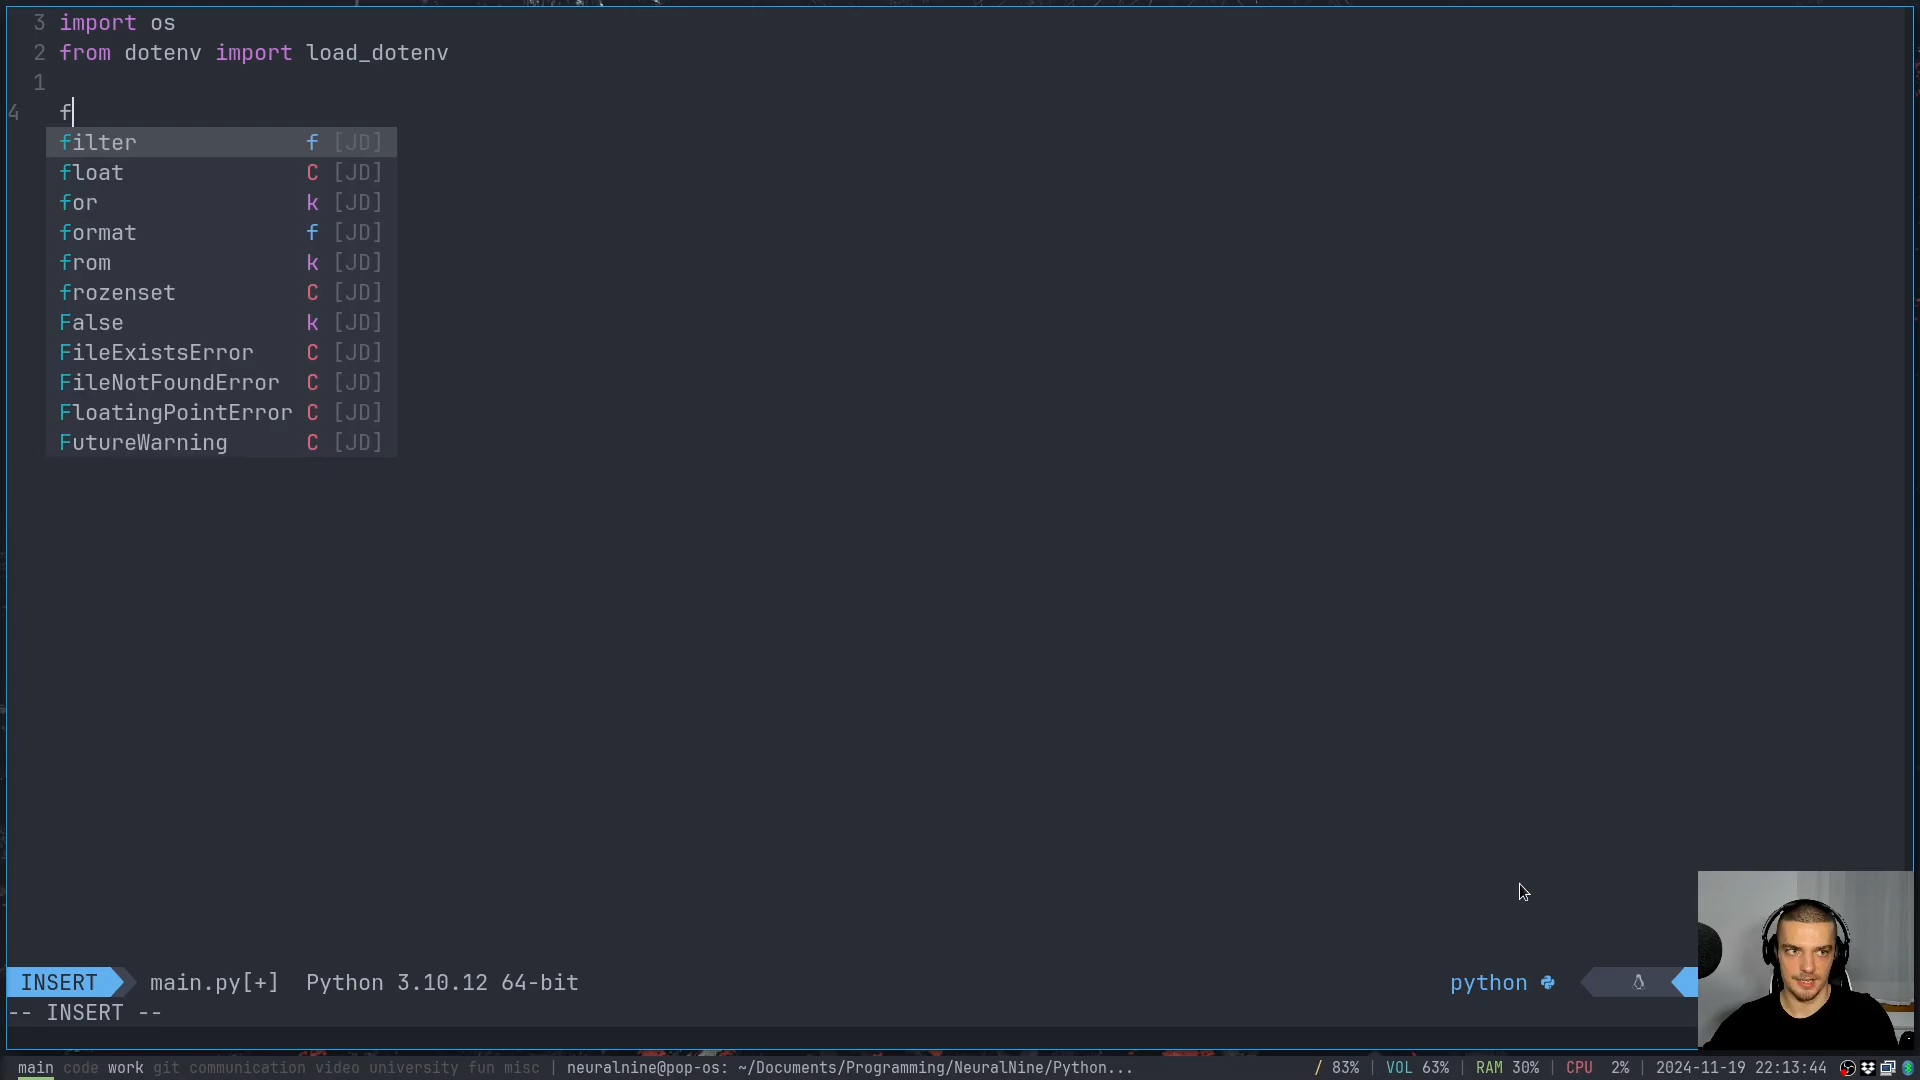 3 import os
2 from dotenv import load_dotenv
1
4 f
filter f [JD]
float C [JD]
for k [JD]
format f [JD]
from k [JD]
frozenset C [JD]
False k [JD]
FileExistsError C [JD]
FileNotFoundError C [JD]
FloatingPointError C [JD]
FutureWarning C [JD]
INSERT main.py[+] Python 3.10.12 64-bit python
-- INSERT --
main code work git communication video university fun misc | neuralnine@pop-os: ~/Documents/Programming/NeuralNine/Python... / 83% | VOL 63% | RAM 30% | CPU 2% | 2024-11-19 22:13:44